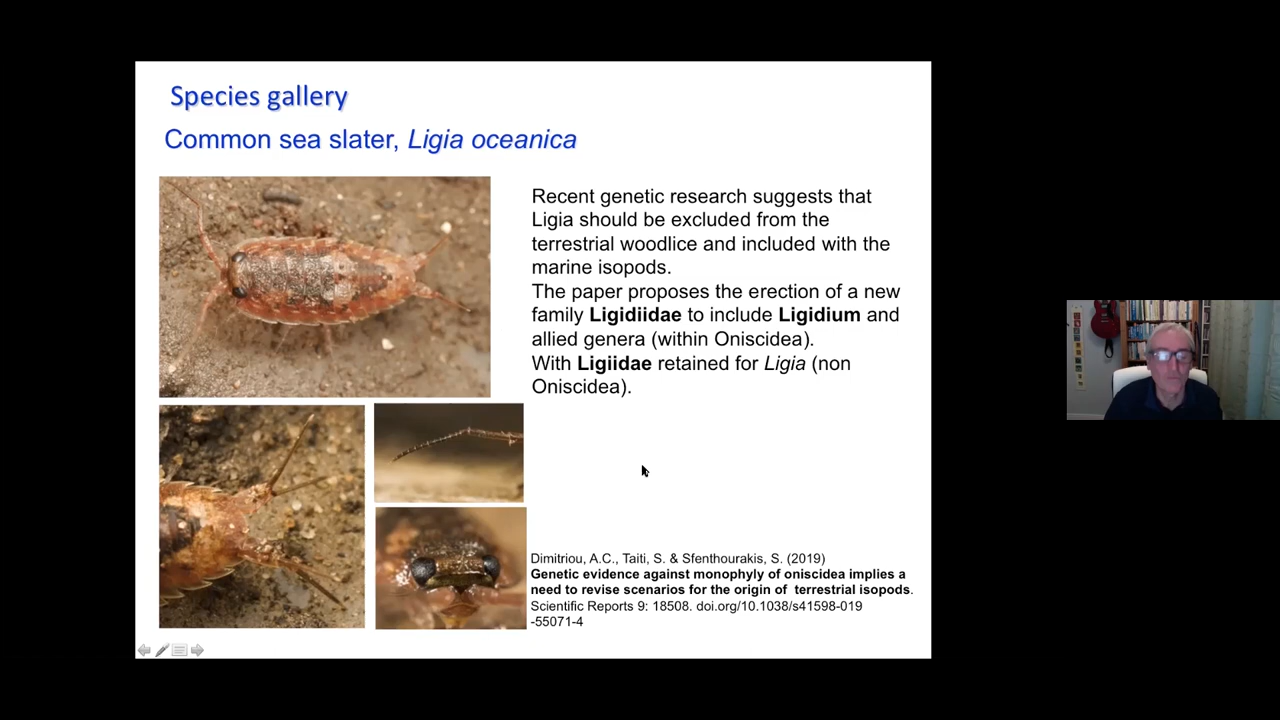 Species gallery
Common sea slater, Ligia oceanica
Recent genetic research suggests that
Ligia should be excluded from the
terrestrial woodlice and included with the
marine isopods.
The paper proposes the erection of a new
family Ligidiidae to include Ligidium and
allied genera (within Oniscidea).
With Ligiidae retained for Ligia (non
Oniscidea).
Dimitriou, A.C., Taiti, S. & Sfenthourakis, S. (2019)
Genetic evidence against monophyly of oniscidea implies a
need to revise scenarios for the origin of terrestrial isopods.
Scientific Reports 9: 18508. doi.org/10.1038/s41598-019
-55071-4